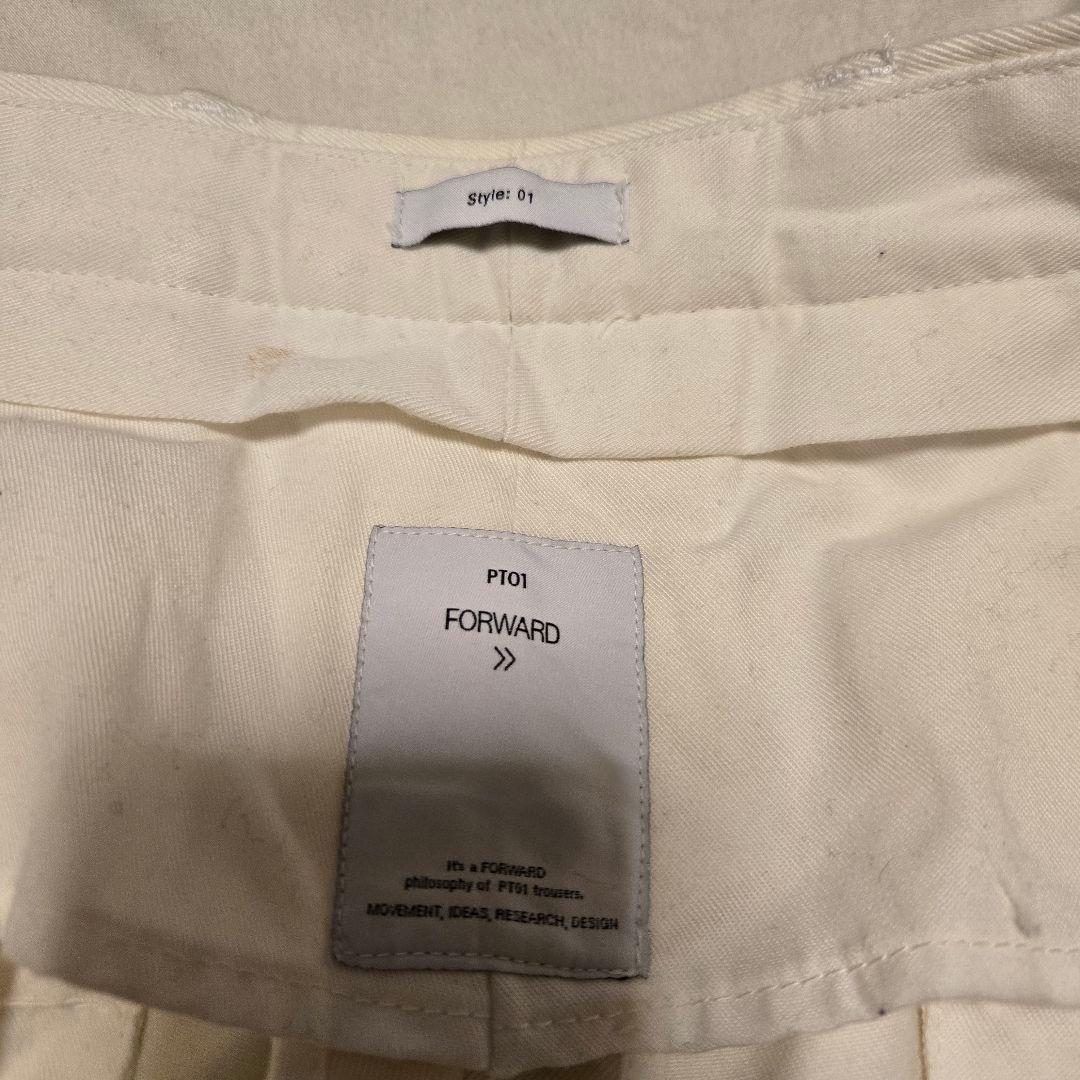 Style: 01
PT01
FORWARD
>>
It's a FORWARD
philosophy of PT01 trousers.
MOVEMENT, IDEAS, RESEARCH, DESIGN